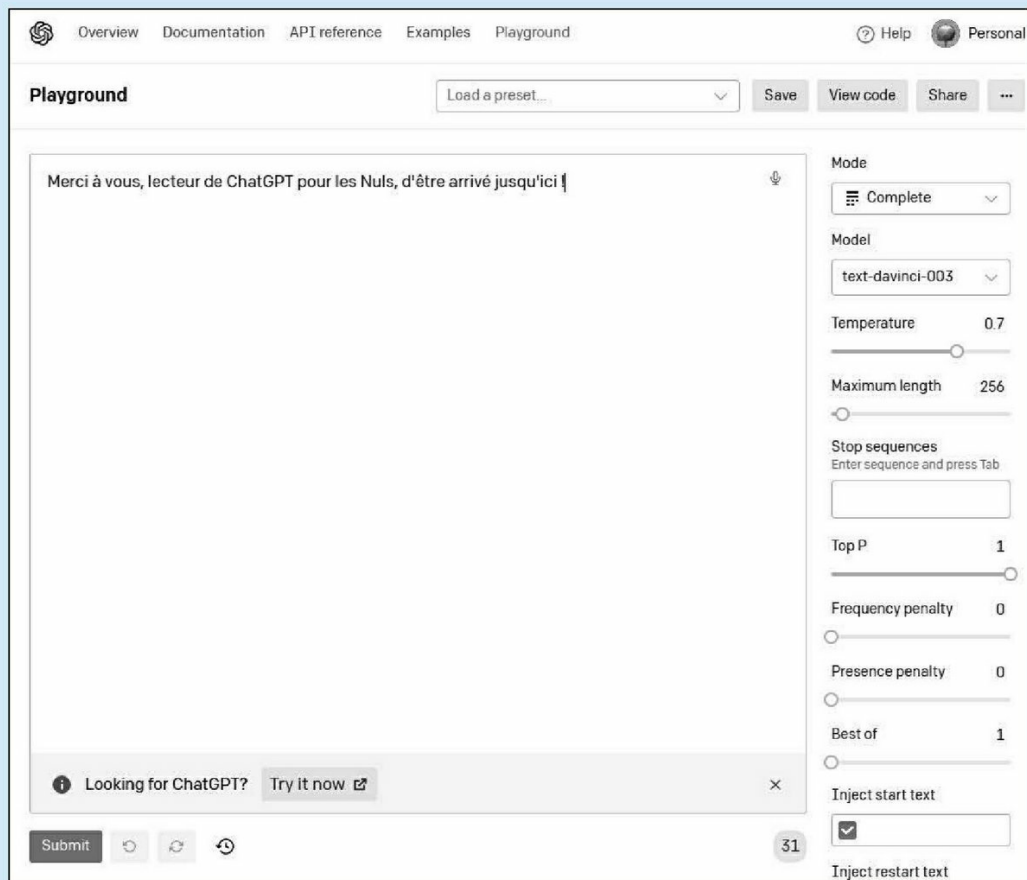 Overview Documentation API reference Examples Playground Help Personal
Playground Load a preset... Save View code Share ...
Merci à vous, lecteur de ChatGPT pour les Nuls, d'être arrivé jusqu'ici !
Mode
Complete
Model
text-davinci-003
Temperature 0.7
Maximum length 256
Stop sequences
Enter sequence and press Tab
Top P 1
Frequency penalty 0
Presence penalty 0
Best of 1
Looking for ChatGPT? Try it now
Inject start text
Submit 31
Inject restart text